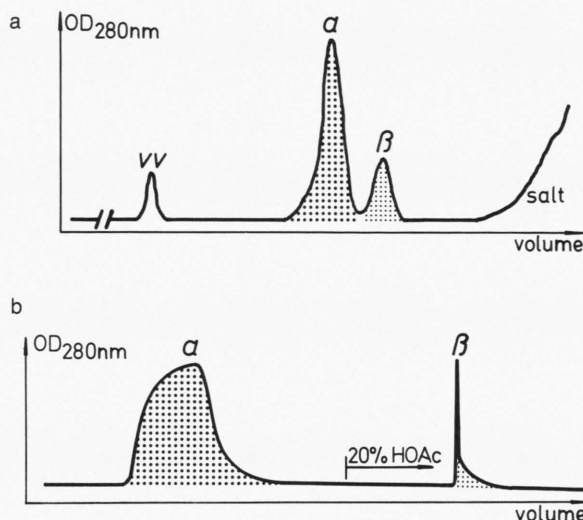 a
OD280nm
vv
α
β
salt
volume
b
OD280nm
α
20% HOAc
β
volume